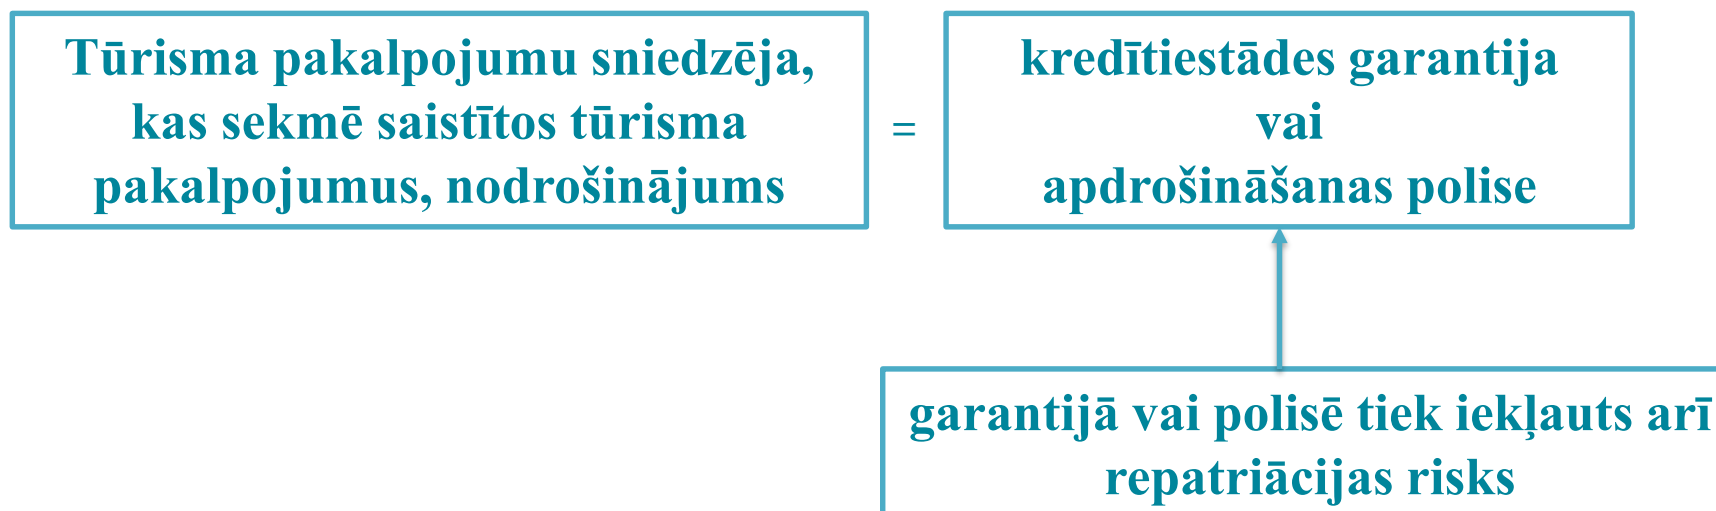 Tūrisma pakalpojumu sniedzēja,
kas sekmē saistītos tūrisma
pakalpojumus, nodrošinājums
=
kredītiestādes garantija
vai
apdrošināšanas polise
garantijā vai polisē tiek iekļauts arī
repatriācijas risks